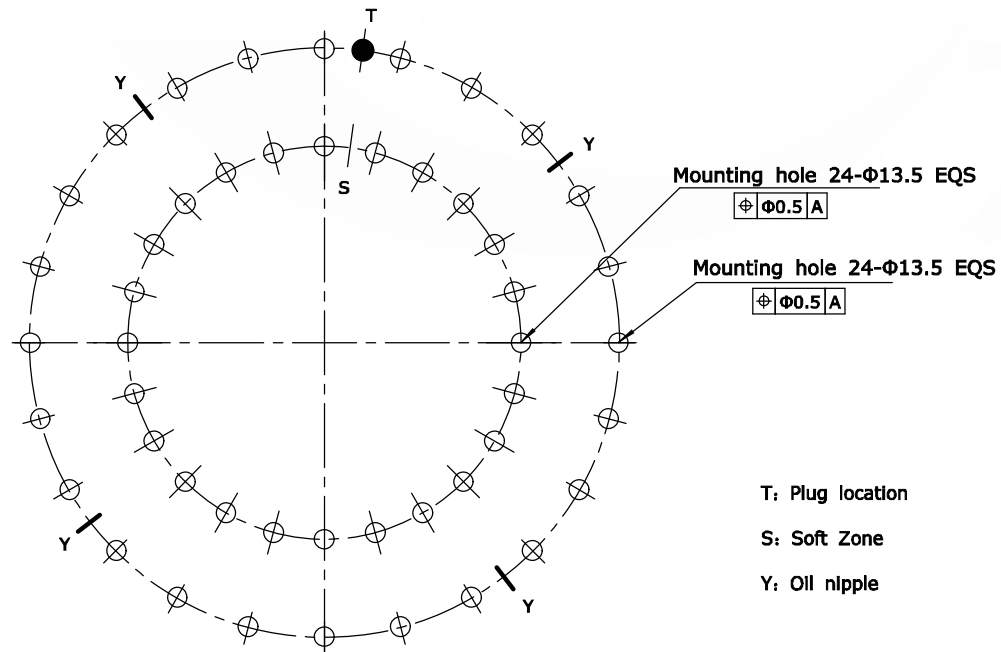 T
Y
Y
S
Mounting hole 24-Φ13.5 EQS
⌖ Φ0.5 A
Mounting hole 24-Φ13.5 EQS
⌖ Φ0.5 A
T: Plug location
S: Soft Zone
Y: Oil nipple
Y
Y